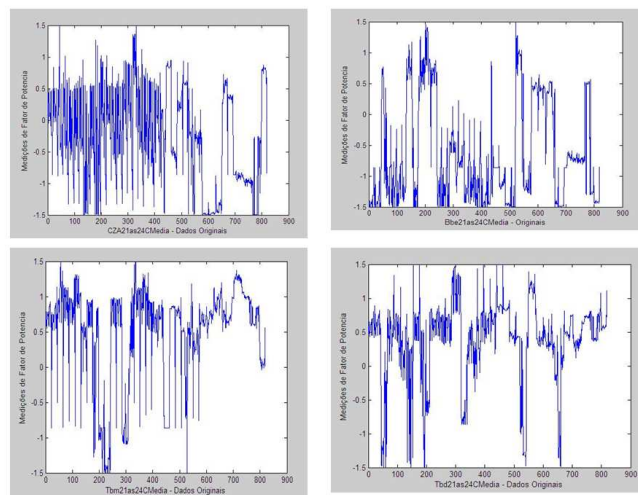 1.5
1
0.5
0
-0.5
-1
-1.5
Medições de Fator de Potencia
0 100 200 300 400 500 600 700 800 900
CZA21as24CMedia - Dados Originais
1.5
1
0.5
0
-0.5
-1
-1.5
Medições de Fator de Potencia
0 100 200 300 400 500 600 700 800 900
Bbe21as24CMedia - Originais
1.5
1
0.5
0
-0.5
-1
-1.5
Medições de Fator de Potencia
0 100 200 300 400 500 600 700 800 900
Tbm21as24CMedia - Dados Originais
1.5
1
0.5
0
-0.5
-1
1.5
Medições de Fator de Potencia
0 100 200 300 400 500 600 700 800 900
Tbd21as24CMedia - Dados Originais